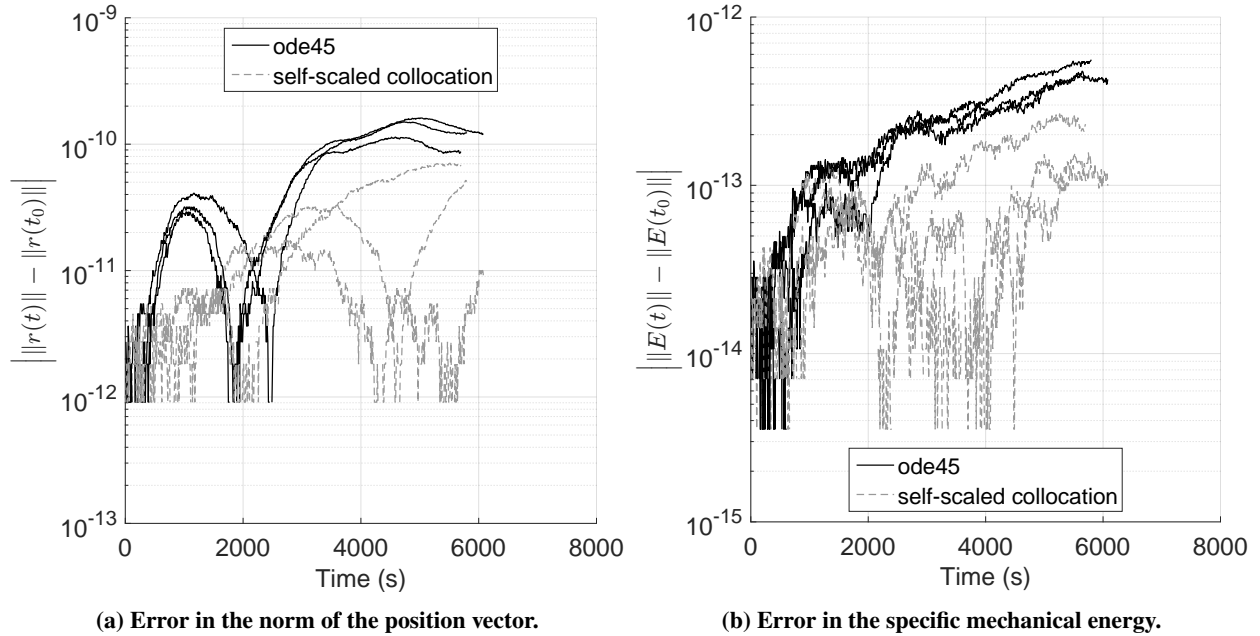 10^-9
10^-10
10^-11
10^-12
10^-13
| ‖r(t)‖ − ‖r(t_0)‖ |
ode45
self-scaled collocation
0 2000 4000 6000 8000
Time (s)
(a) Error in the norm of the position vector.
10^-12
10^-13
10^-14
10^-15
| ‖E(t)‖ − ‖E(t_0)‖ |
ode45
self-scaled collocation
0 2000 4000 6000 8000
Time (s)
(b) Error in the specific mechanical energy.